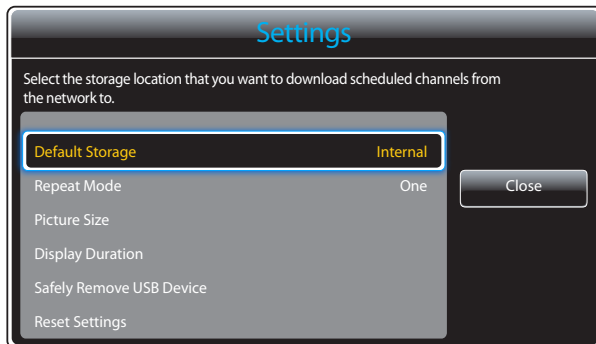 Settings
Select the storage location that you want to download scheduled channels from
the network to.
Default Storage Internal
Repeat Mode One
Close
Picture Size
Display Duration
Safely Remove USB Device
Reset Settings